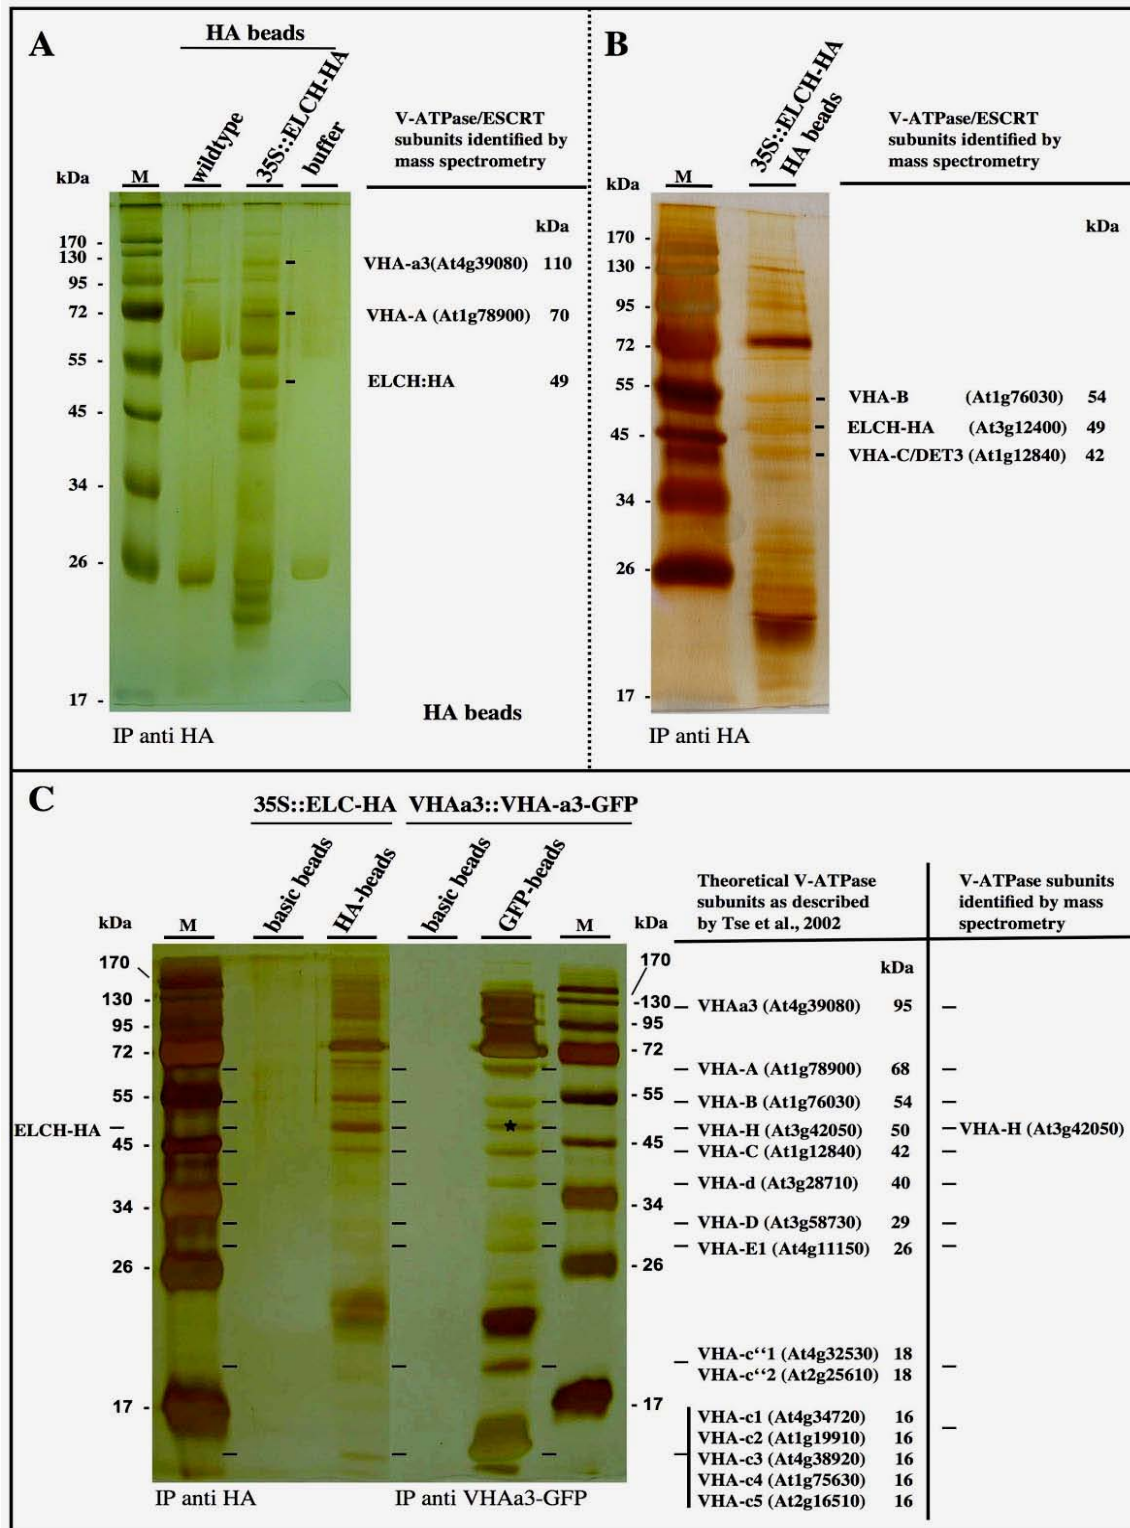 A
HA beads
wildtype
35S::ELCH-HA
buffer
V-ATPase/ESCRT
subunits identified by
mass spectrometry
kDa
M
kDa
170 -
130 -
95 -
72 -
55 -
45 -
34 -
26 -
17 -
VHA-a3(At4g39080) 110
VHA-A (At1g78900) 70
ELCH:HA 49
HA beads
IP anti HA
B
35S::ELCH-HA
HA beads
V-ATPase/ESCRT
subunits identified by
mass spectrometry
kDa
M
kDa
170 -
130 -
95 -
72 -
55 -
45 -
34 -
26 -
17 -
VHA-B (At1g76030) 54
ELCH-HA (At3g12400) 49
VHA-C/DET3 (At1g12840) 42
IP anti HA
C
35S::ELC-HA
VHAa3::VHA-a3-GFP
basic beads
HA-beads
basic beads
GFP-beads
kDa
M
M
kDa
Theoretical V-ATPase
subunits as described
by Tse et al., 2002
V-ATPase subunits
identified by mass
spectrometry
kDa
170
130 -
95 -
72 -
55 -
ELCH-HA
45 -
34 -
26 -
17 -
170
-130
- 95
- 72
- 55
- 45
- 34
- 26
- 17
VHAa3 (At4g39080) 95
VHA-A (At1g78900) 68
VHA-B (At1g76030) 54
VHA-H (At3g42050) 50
VHA-H (At3g42050)
VHA-C (At1g12840) 42
VHA-d (At3g28710) 40
VHA-D (At3g58730) 29
VHA-E1 (At4g11150) 26
VHA-c“1 (At4g32530) 18
VHA-c“2 (At2g25610) 18
VHA-c1 (At4g34720) 16
VHA-c2 (At1g19910) 16
VHA-c3 (At4g38920) 16
VHA-c4 (At1g75630) 16
VHA-c5 (At2g16510) 16
IP anti HA
IP anti VHAa3-GFP